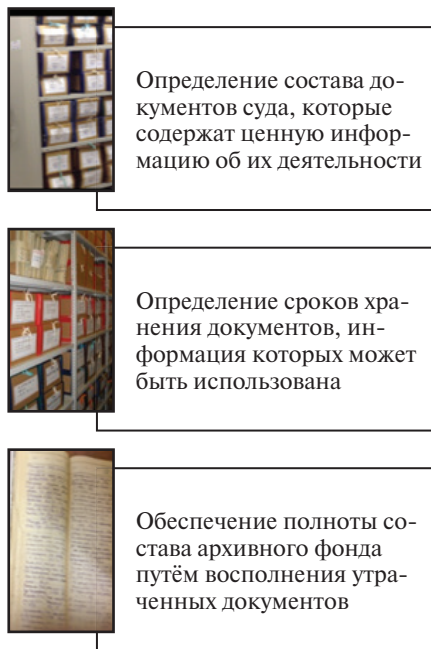 Определение состава до-
кументов суда, которые
содержат ценную инфор-
мацию об их деятельности
Определение сроков хра-
нения документов, ин-
формация которых может
быть использована
Обеспечение полноты со-
става архивного фонда
путём восполнения утра-
ченных документов